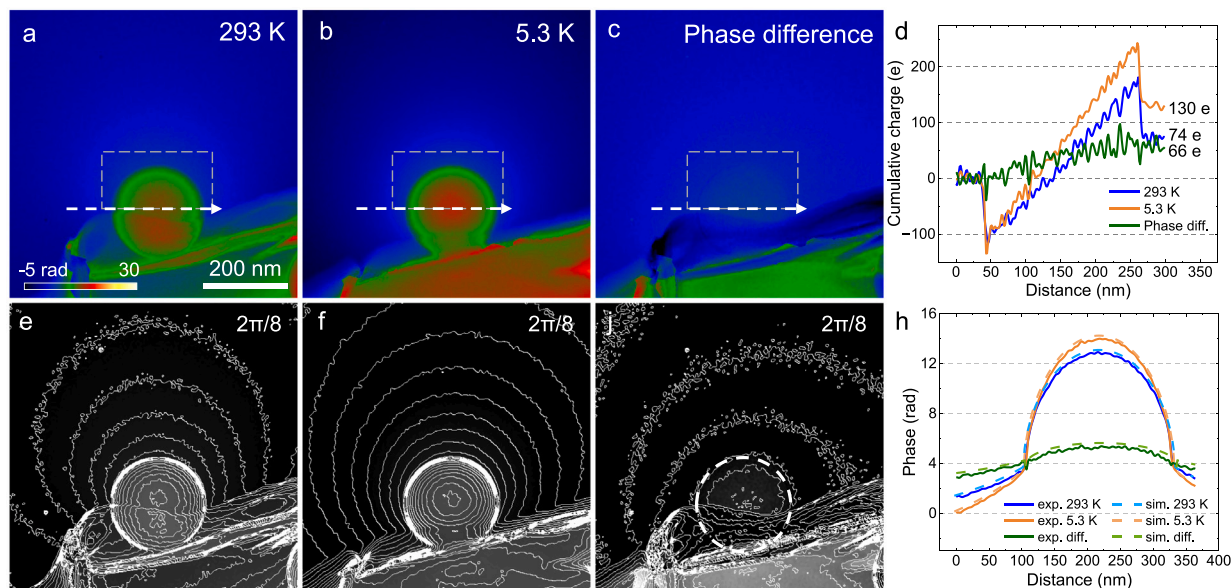 a 293 K
b 5.3 K
c Phase difference
-5 rad 30
200 nm
d
Cumulative charge (e)
200
100
0
−100
130 e
74 e
66 e
293 K
5.3 K
Phase diff.
0 50 100 150 200 250 300 350
Distance (nm)
e 2π/8
f 2π/8
j 2π/8
h
Phase (rad)
16
12
8
4
0
exp. 293 K sim. 293 K
exp. 5.3 K sim. 5.3 K
exp. diff. sim. diff.
0 50 100 150 200 250 300 350 400
Distance (nm)